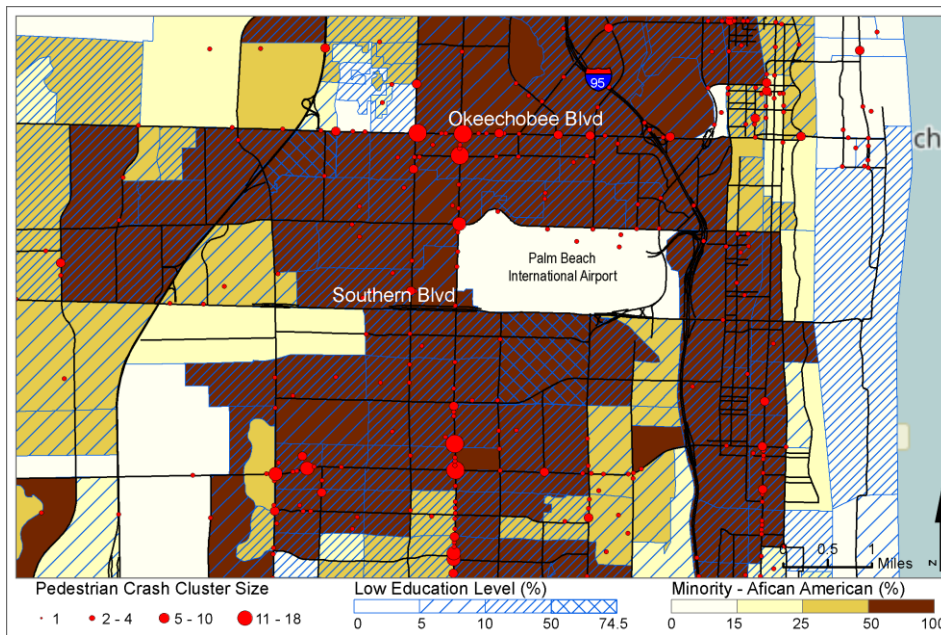 95
Okeechobee Blvd
ch
Palm Beach
International Airport
Southern Blvd
0 0.5 1
Miles
z
Pedestrian Crash Cluster Size
1 2 - 4 5 - 10 11 - 18
Low Education Level (%)
0 5 10 50 74.5
Minority - Afican American (%)
0 15 25 50 100